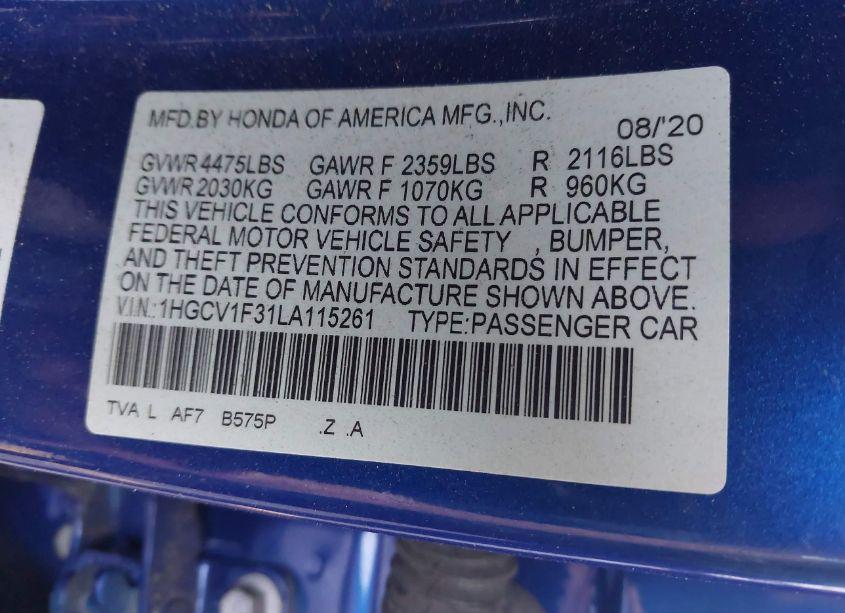 MFD.BY HONDA OF AMERICA MFG.,INC. 08/'20
GVWR 4475LBS GAWR F 2359LBS R 2116LBS
GVWR 2030KG GAWR F 1070KG R 960KG
THIS VEHICLE CONFORMS TO ALL APPLICABLE
FEDERAL MOTOR VEHICLE SAFETY , BUMPER,
AND THEFT PREVENTION STANDARDS IN EFFECT
ON THE DATE OF MANUFACTURE SHOWN ABOVE.
V.I.N.:1HGCV1F31LA115261 TYPE:PASSENGER CAR
TVA L AF7 B575P .Z .A